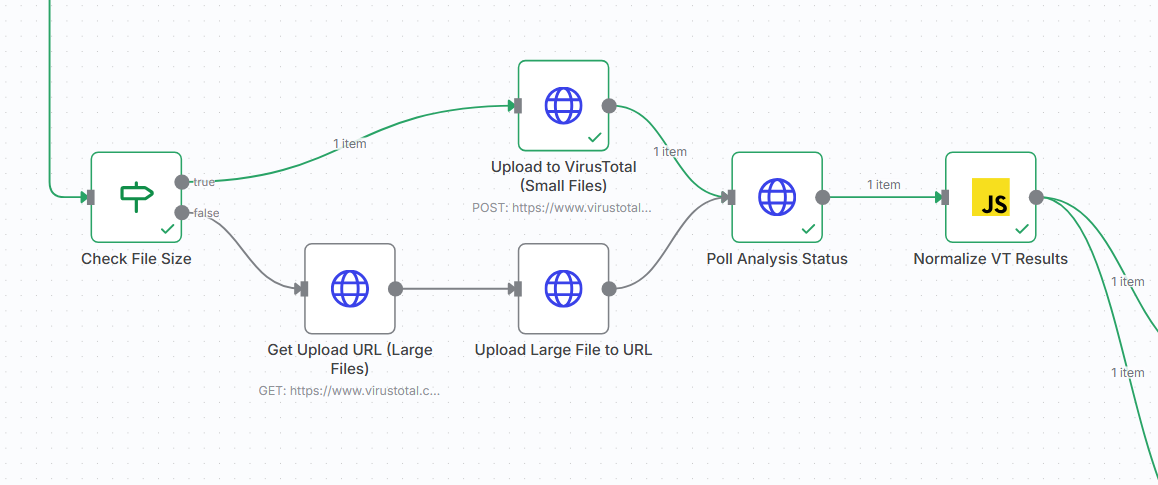 1 item
Upload to VirusTotal
(Small Files)
POST: https://www.virustotal...
1 item
true
false
Check File Size
1 item
Poll Analysis Status
JS
Normalize VT Results
Get Upload URL (Large
Files)
GET: https://www.virustotal.c...
Upload Large File to URL
1 item
1 item